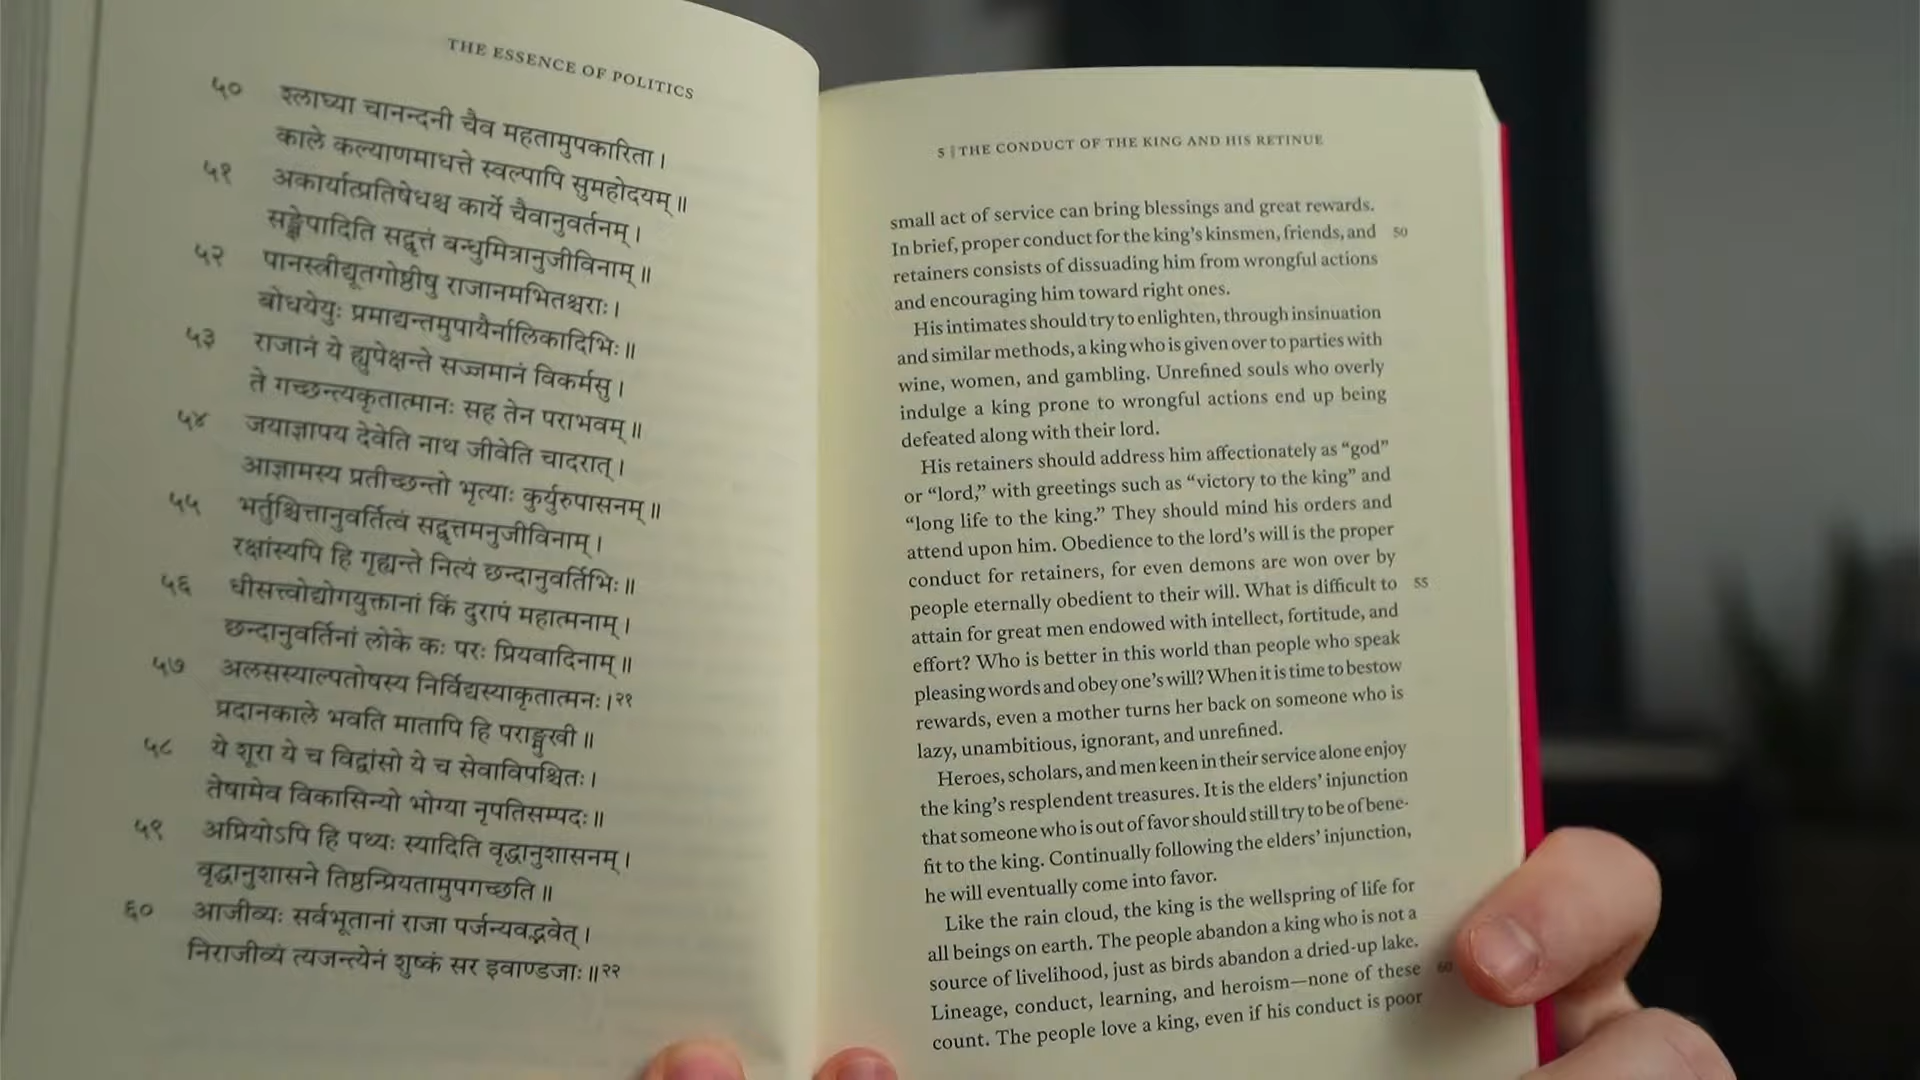 THE ESSENCE OF POLITICS
५० श्लाघ्या चानन्दनी चैव महतामुपकारिता।
काले कल्याणमाधत्ते स्वल्पापि सुमहोदयम्॥
५१ अकार्यात्प्रतिषेधश्च कार्ये चैवानुवर्तनम्।
सङ्क्षेपादिति सद्वृत्तं बन्धुमित्रानुजीविनाम्॥
५२ पानस्त्रीद्यूतगोष्ठीषु राजानमभितश्चराः।
बोधयेयुः प्रमाद्यन्तमुपायैर्नालिकादिभिः॥
५३ राजानं ये ह्युपेक्षन्ते सज्जमानं विकर्मसु।
ते गच्छन्त्यकृतात्मानः सह तेन पराभवम्॥
५४ जयाज्ञापय देवेति नाथ जीवेति चादरात्।
आज्ञामस्य प्रतीच्छन्तो भृत्याः कुर्युरुपासनम्॥
५५ भर्तुश्चित्तानुवर्तित्वं सद्वृत्तमनुजीविनाम्।
रक्षांस्यपि हि गृह्यन्ते नित्यं छन्दानुवर्तिभिः॥
५६ धीसत्त्वोद्योगयुक्तानां किं दुरापं महात्मनाम्।
छन्दानुवर्तिनां लोके कः परः प्रियवादिनाम्॥
५७ अलसस्याल्पतोषस्य निर्विद्यस्याकृतात्मनः।२१
प्रदानकाले भवति मातापि हि पराङ्मुखी॥
५८ ये शूरा ये च विद्वांसो ये च सेवाविपश्चितः।
तेषामेव विकासिन्यो भोग्या नृपतिसम्पदः॥
५९ अप्रियोऽपि हि पथ्यः स्यादिति वृद्धानुशासनम्।
वृद्धानुशासने तिष्ठन्प्रियतामुपगच्छति॥
६० आजीव्यः सर्वभूतानां राजा पर्जन्यवद्भवेत्।
निराजीव्यं त्यजन्त्येनं शुष्कं सर इवाण्डजाः॥२२
5 | THE CONDUCT OF THE KING AND HIS RETINUE
small act of service can bring blessings and great rewards.
In brief, proper conduct for the king's kinsmen, friends, and 50
retainers consists of dissuading him from wrongful actions
and encouraging him toward right ones.
His intimates should try to enlighten, through insinuation
and similar methods, a king who is given over to parties with
wine, women, and gambling. Unrefined souls who overly
indulge a king prone to wrongful actions end up being
defeated along with their lord.
His retainers should address him affectionately as “god”
or “lord,” with greetings such as “victory to the king” and
“long life to the king.” They should mind his orders and
attend upon him. Obedience to the lord's will is the proper
conduct for retainers, for even demons are won over by
people eternally obedient to their will. What is difficult to 55
attain for great men endowed with intellect, fortitude, and
effort? Who is better in this world than people who speak
pleasing words and obey one's will? When it is time to bestow
rewards, even a mother turns her back on someone who is
lazy, unambitious, ignorant, and unrefined.
Heroes, scholars, and men keen in their service alone enjoy
the king's resplendent treasures. It is the elders' injunction
that someone who is out of favor should still try to be of bene-
fit to the king. Continually following the elders' injunction,
he will eventually come into favor.
Like the rain cloud, the king is the wellspring of life for
all beings on earth. The people abandon a king who is not a
source of livelihood, just as birds abandon a dried-up lake.
Lineage, conduct, learning, and heroism—none of these 60
count. The people love a king, even if his conduct is poor